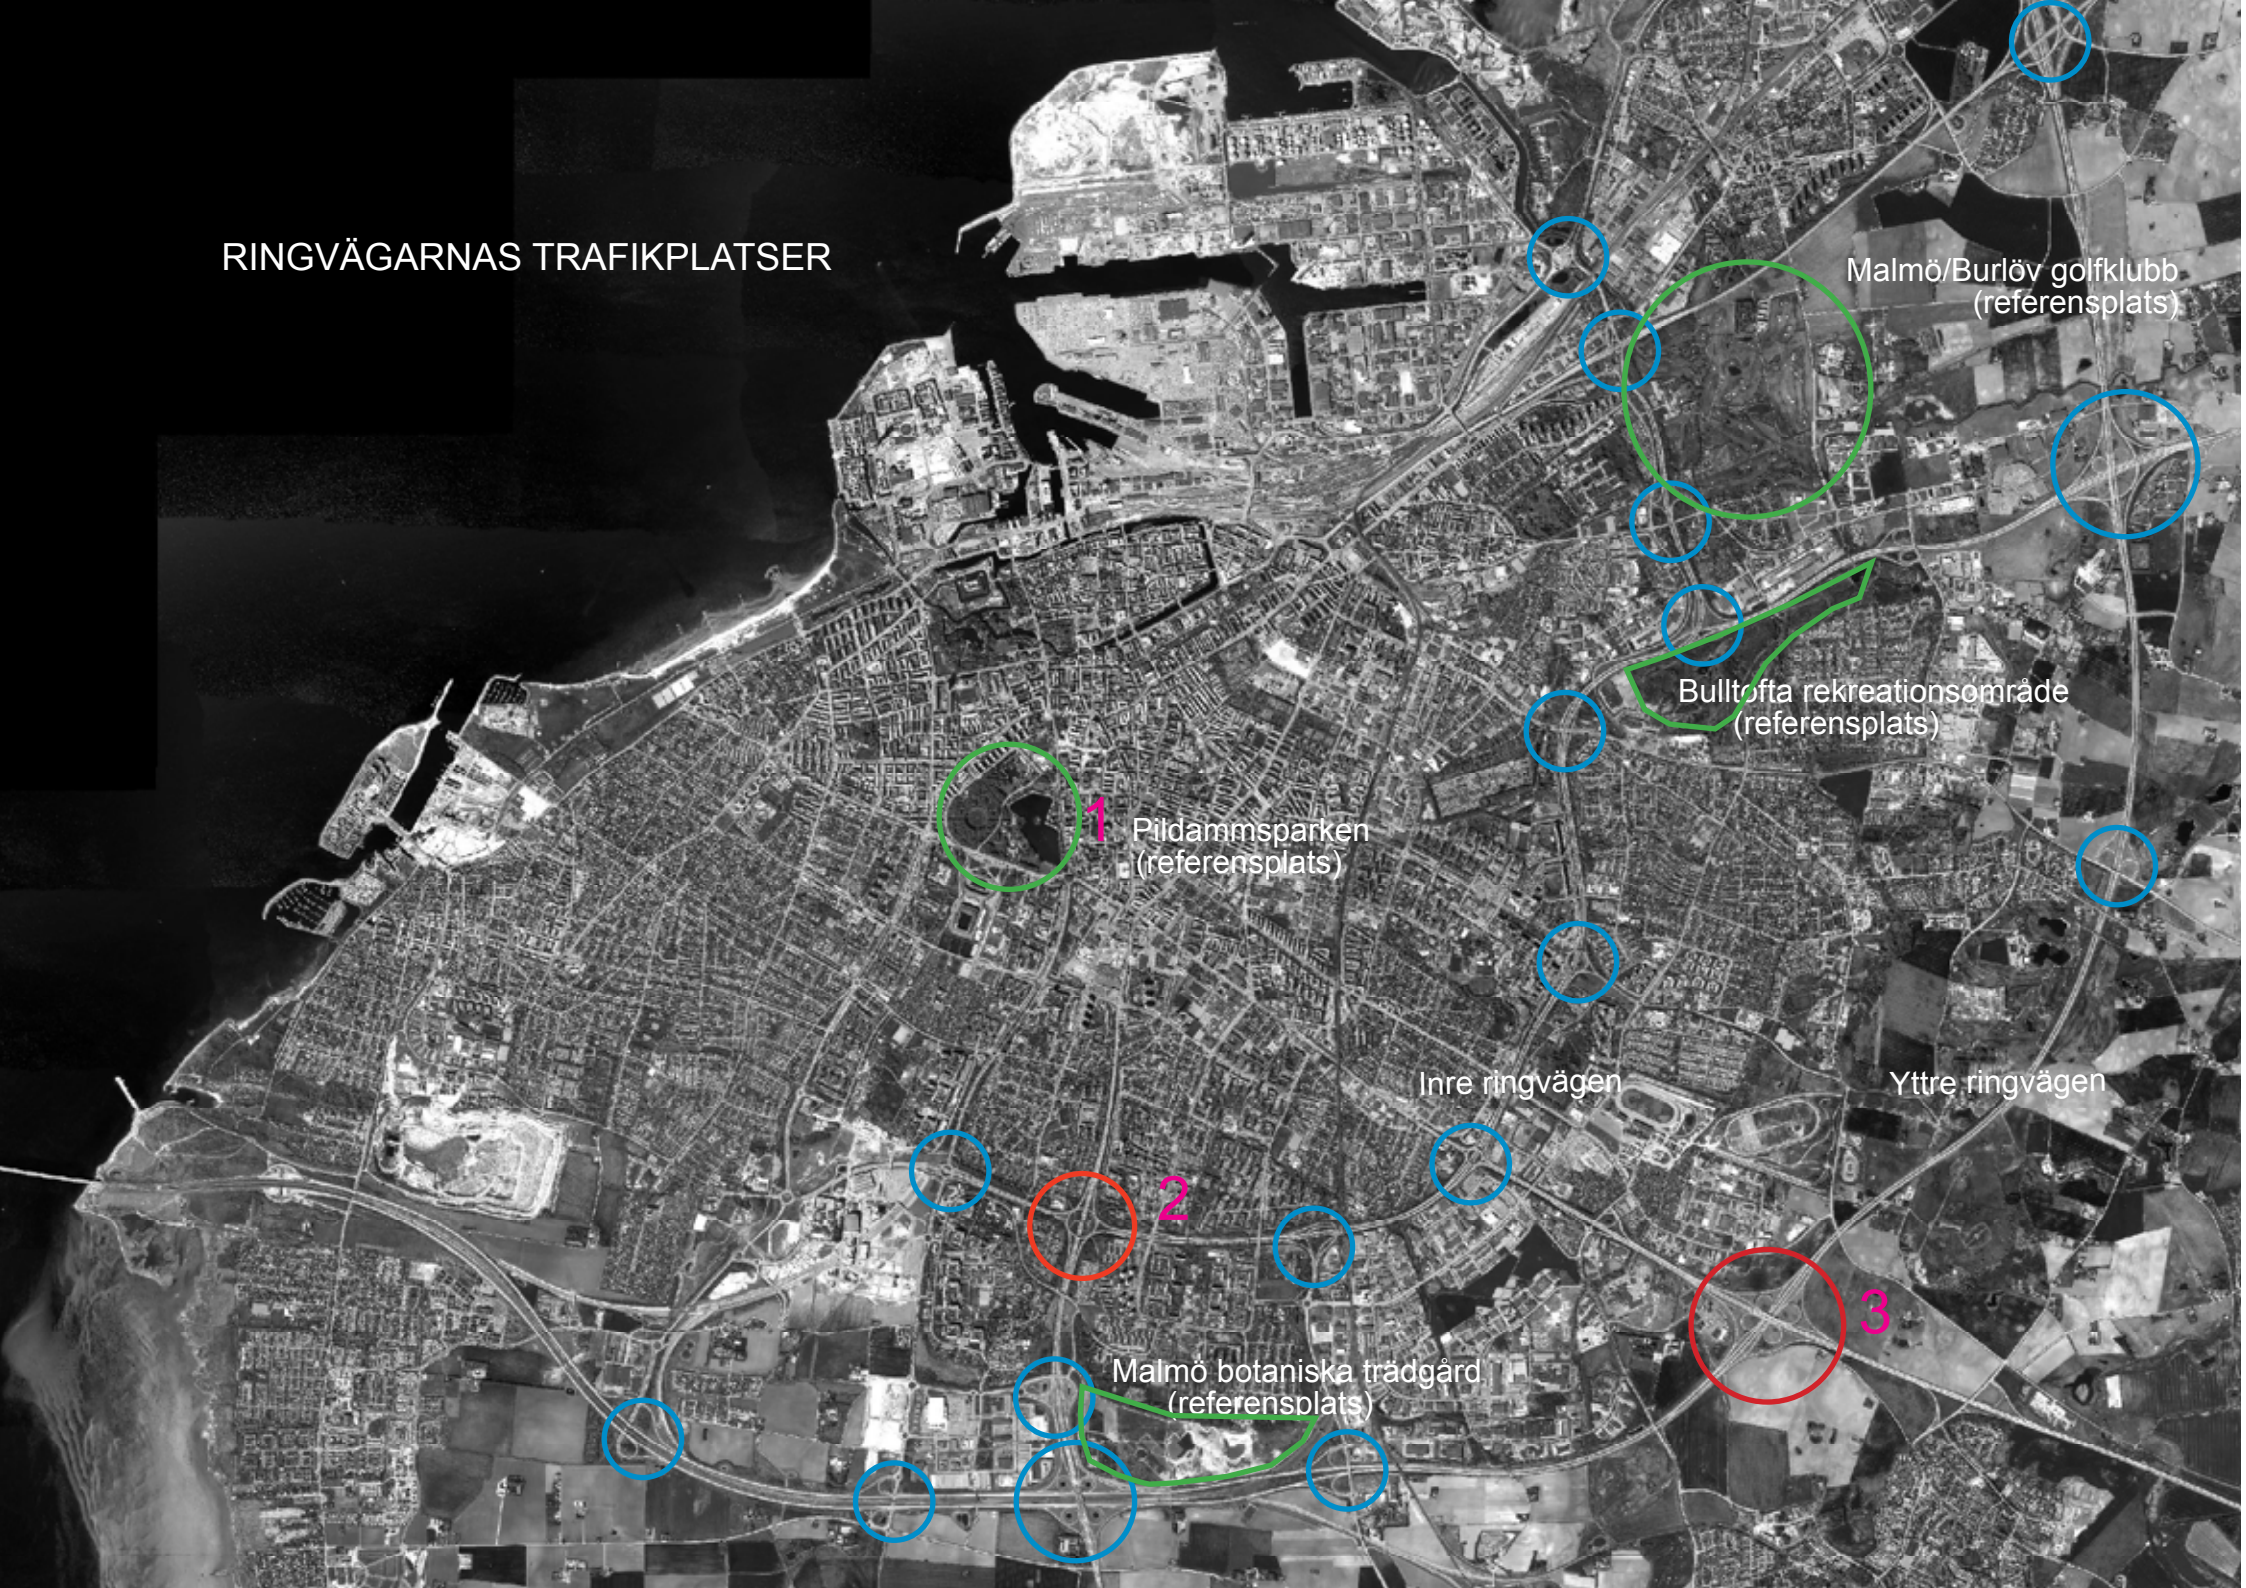 RINGVÄGARNAS TRAFIKPLATSER
Malmö/Burlöv golfklubb
(referensplats)
Bulltofta rekreationsområde
(referensplats)
1
Pildammsparken
(referensplats)
Inre ringvägen
Yttre ringvägen
2
3
Malmö botaniska trädgård
(referensplats)